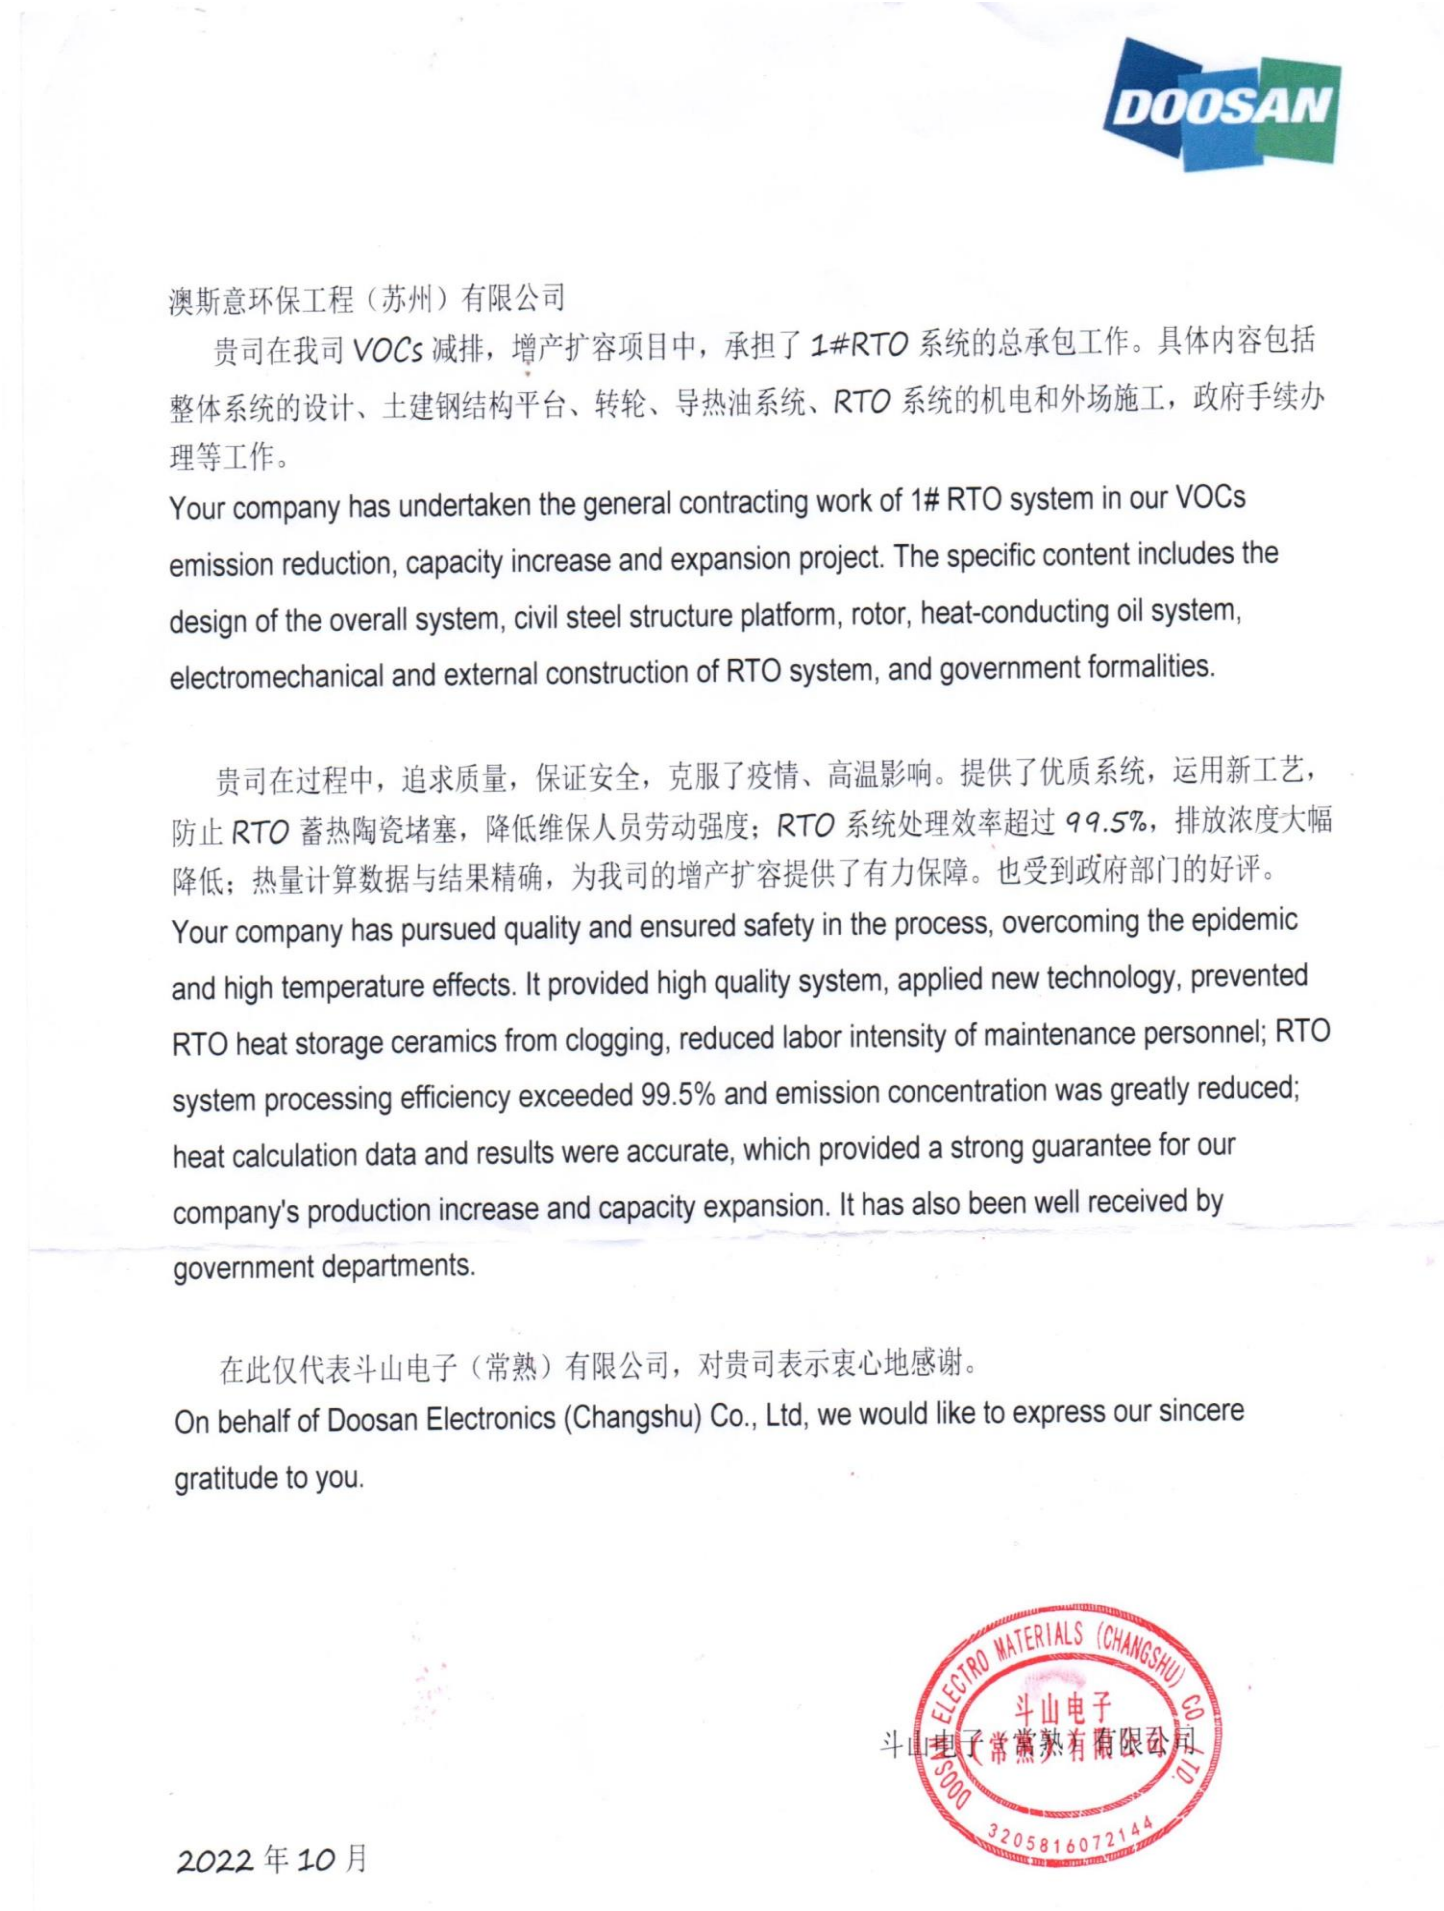 DOOSAN
澳斯意环保工程（苏州）有限公司
贵司在我司 VOCs 减排，增产扩容项目中，承担了 1#RTO 系统的总承包工作。具体内容包括
整体系统的设计、土建钢结构平台、转轮、导热油系统、RTO 系统的机电和外场施工，政府手续办
理等工作。
Your company has undertaken the general contracting work of 1# RTO system in our VOCs
emission reduction, capacity increase and expansion project. The specific content includes the
design of the overall system, civil steel structure platform, rotor, heat-conducting oil system,
electromechanical and external construction of RTO system, and government formalities.
贵司在过程中，追求质量，保证安全，克服了疫情、高温影响。提供了优质系统，运用新工艺，
防止 RTO 蓄热陶瓷堵塞，降低维保人员劳动强度；RTO 系统处理效率超过 99.5%，排放浓度大幅
降低；热量计算数据与结果精确，为我司的增产扩容提供了有力保障。也受到政府部门的好评。
Your company has pursued quality and ensured safety in the process, overcoming the epidemic
and high temperature effects. It provided high quality system, applied new technology, prevented
RTO heat storage ceramics from clogging, reduced labor intensity of maintenance personnel; RTO
system processing efficiency exceeded 99.5% and emission concentration was greatly reduced;
heat calculation data and results were accurate, which provided a strong guarantee for our
company's production increase and capacity expansion. It has also been well received by
government departments.
在此仅代表斗山电子（常熟）有限公司，对贵司表示衷心地感谢。
On behalf of Doosan Electronics (Changshu) Co., Ltd, we would like to express our sincere
gratitude to you.
DOOSAN ELECTRO MATERIALS (CHANGSHU) CO LTD.
斗山电子
（常熟）有限公司
斗山电子（常熟）有限公司
3205816072144
2022 年 10 月